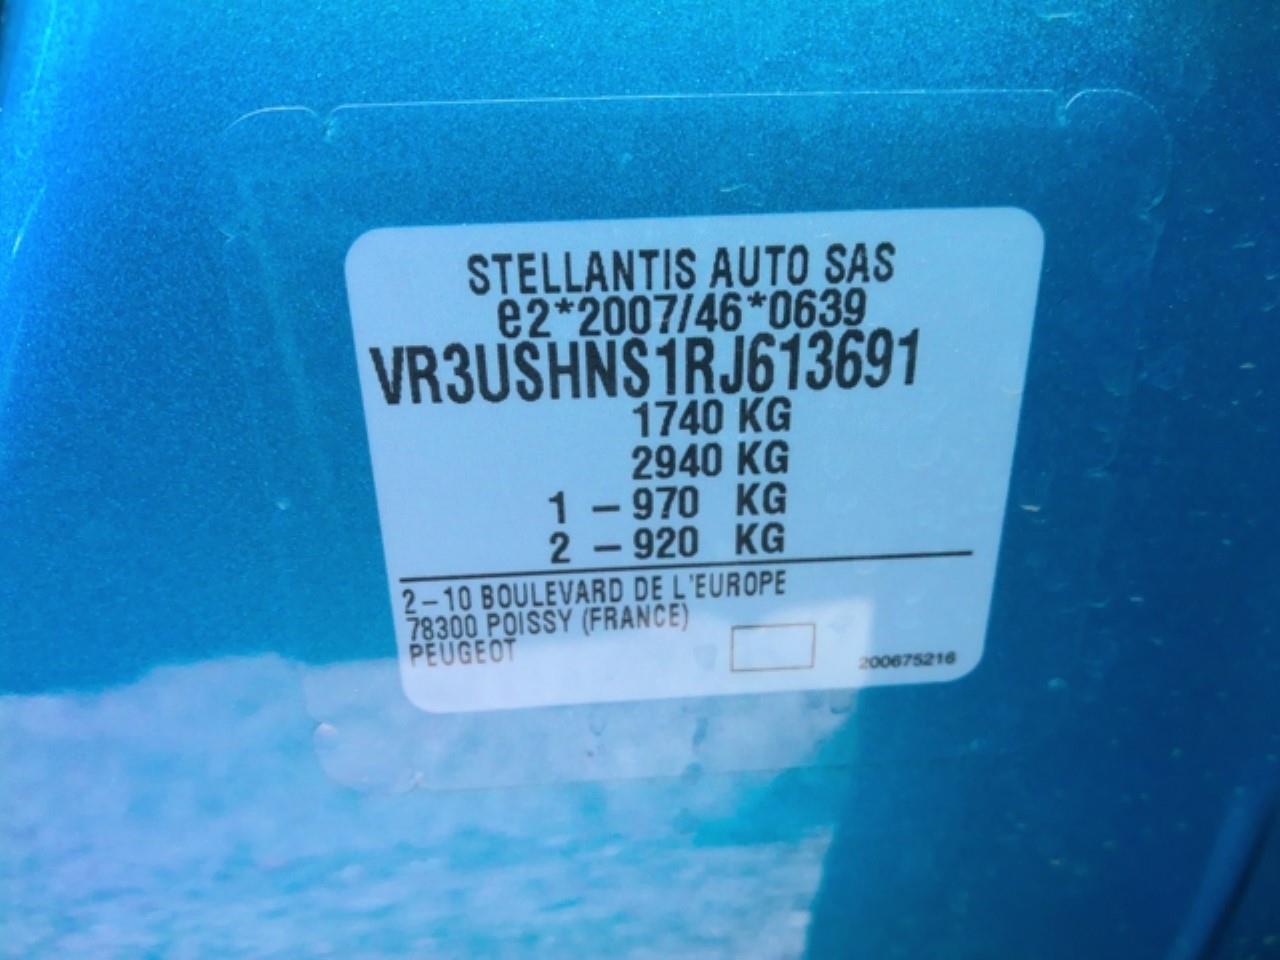 STELLANTIS AUTO SAS
e2*2007/46*0639
VR3USHNS1RJ613691
1740 KG
2940 KG
1 – 970 KG
2 – 920 KG
2–10 BOULEVARD DE L'EUROPE
78300 POISSY (FRANCE)
PEUGEOT
200675216